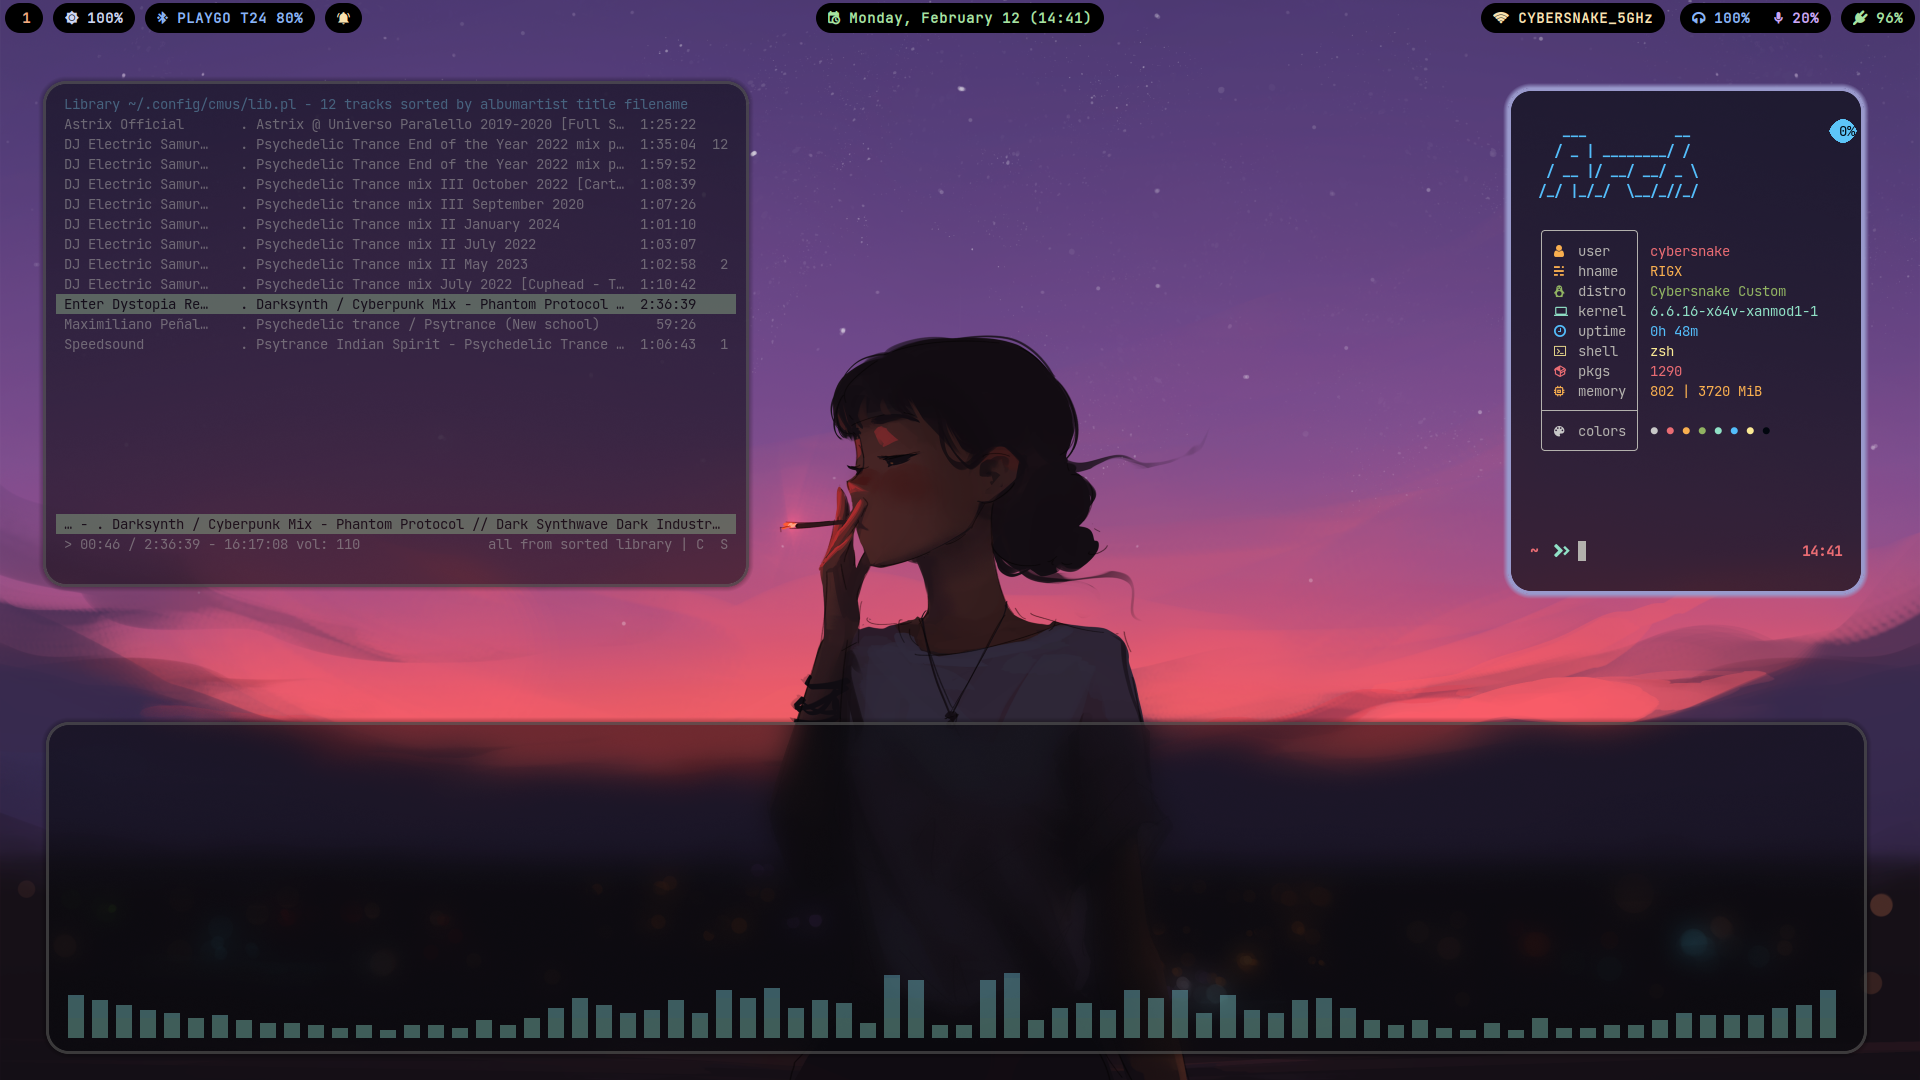 1 100% PLAYGO T24 80% Monday, February 12 (14:41) CYBERSNAKE_5GHz 100% 20% 96%
Library ~/.config/cmus/lib.pl - 12 tracks sorted by albumartist title filename
Astrix Official . Astrix @ Universo Paralello 2019-2020 [Full S… 1:25:22
DJ Electric Samur… . Psychedelic Trance End of the Year 2022 mix p… 1:35:04 12
DJ Electric Samur… . Psychedelic Trance End of the Year 2022 mix p… 1:59:52
DJ Electric Samur… . Psychedelic Trance mix III October 2022 [Cart… 1:08:39
DJ Electric Samur… . Psychedelic trance mix III September 2020 1:07:26
DJ Electric Samur… . Psychedelic Trance mix II January 2024 1:01:10
DJ Electric Samur… . Psychedelic Trance mix II July 2022 1:03:07
DJ Electric Samur… . Psychedelic Trance mix II May 2023 1:02:58 2
DJ Electric Samur… . Psychedelic Trance mix July 2022 [Cuphead - T… 1:10:42
Enter Dystopia Re… . Darksynth / Cyberpunk Mix - Phantom Protocol … 2:36:39
Maximiliano Peñal… . Psychedelic trance / Psytrance (New school) 59:26
Speedsound . Psytrance Indian Spirit - Psychedelic Trance … 1:06:43 1
… - . Darksynth / Cyberpunk Mix - Phantom Protocol // Dark Synthwave Dark Industr…
> 00:46 / 2:36:39 - 16:17:08 vol: 110 all from sorted library | C S
0%
Arch
user cybersnake
hname RIGX
distro Cybersnake Custom
kernel 6.6.16-x64v-xanmod1-1
uptime 0h 48m
shell zsh
pkgs 1290
memory 802 | 3720 MiB
colors
~ 14:41